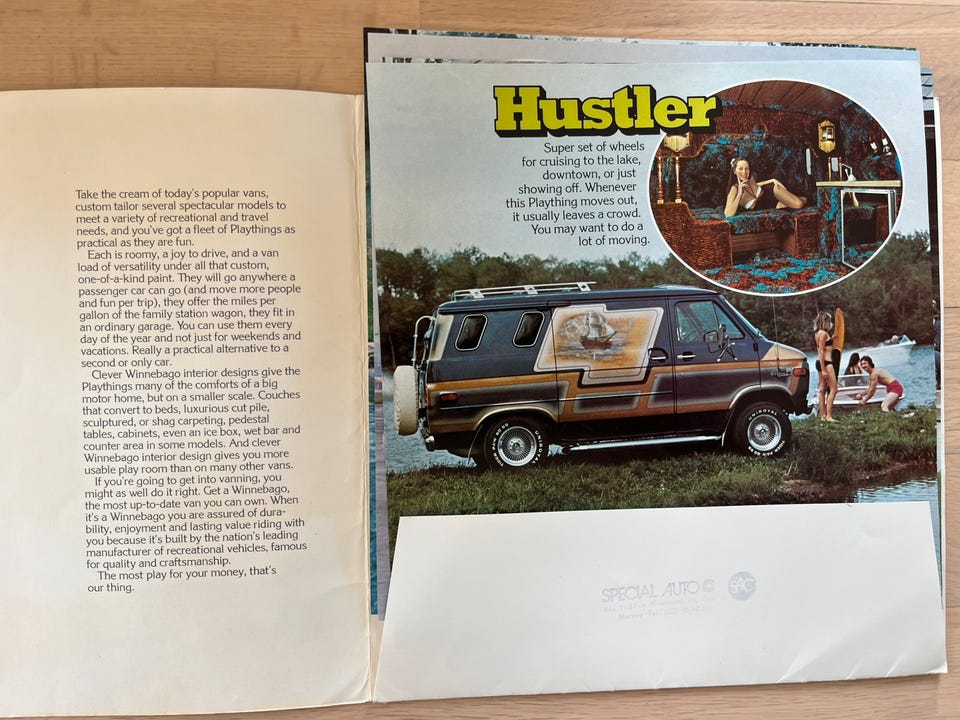 Take the cream of today's popular vans,
custom tailor several spectacular models to
meet a variety of recreational and travel
needs, and you've got a fleet of Playthings as
practical as they are fun.
Each is roomy, a joy to drive, and a van
load of versatility under all that custom,
one-of-a-kind paint. They will go anywhere a
passenger car can go (and move more people
and fun per trip), they offer the miles per
gallon of the family station wagon, they fit in
an ordinary garage. You can use them every
day of the year and not just for weekends and
vacations. Really a practical alternative to a
second or only car.
Clever Winnebago interior designs give the
Playthings many of the comforts of a big
motor home, but on a smaller scale. Couches
that convert to beds, luxurious cut pile,
sculptured, or shag carpeting, pedestal
tables, cabinets, even an ice box, wet bar and
counter area in some models. And clever
Winnebago interior design gives you more
usable play room than on many other vans.
If you're going to get into vanning, you
might as well do it right. Get a Winnebago,
the most up-to-date van you can own. When
it's a Winnebago you are assured of dura-
bility, enjoyment and lasting value riding with
you because it's built by the nation's leading
manufacturer of recreational vehicles, famous
for quality and craftsmanship.
The most play for your money, that's
our thing.
Hustler
Super set of wheels
for cruising to the lake,
downtown, or just
showing off. Whenever
this Plaything moves out,
it usually leaves a crowd.
You may want to do a
lot of moving.
UNIROYAL
UNIROYAL
SPECIAL AUTO
SAC